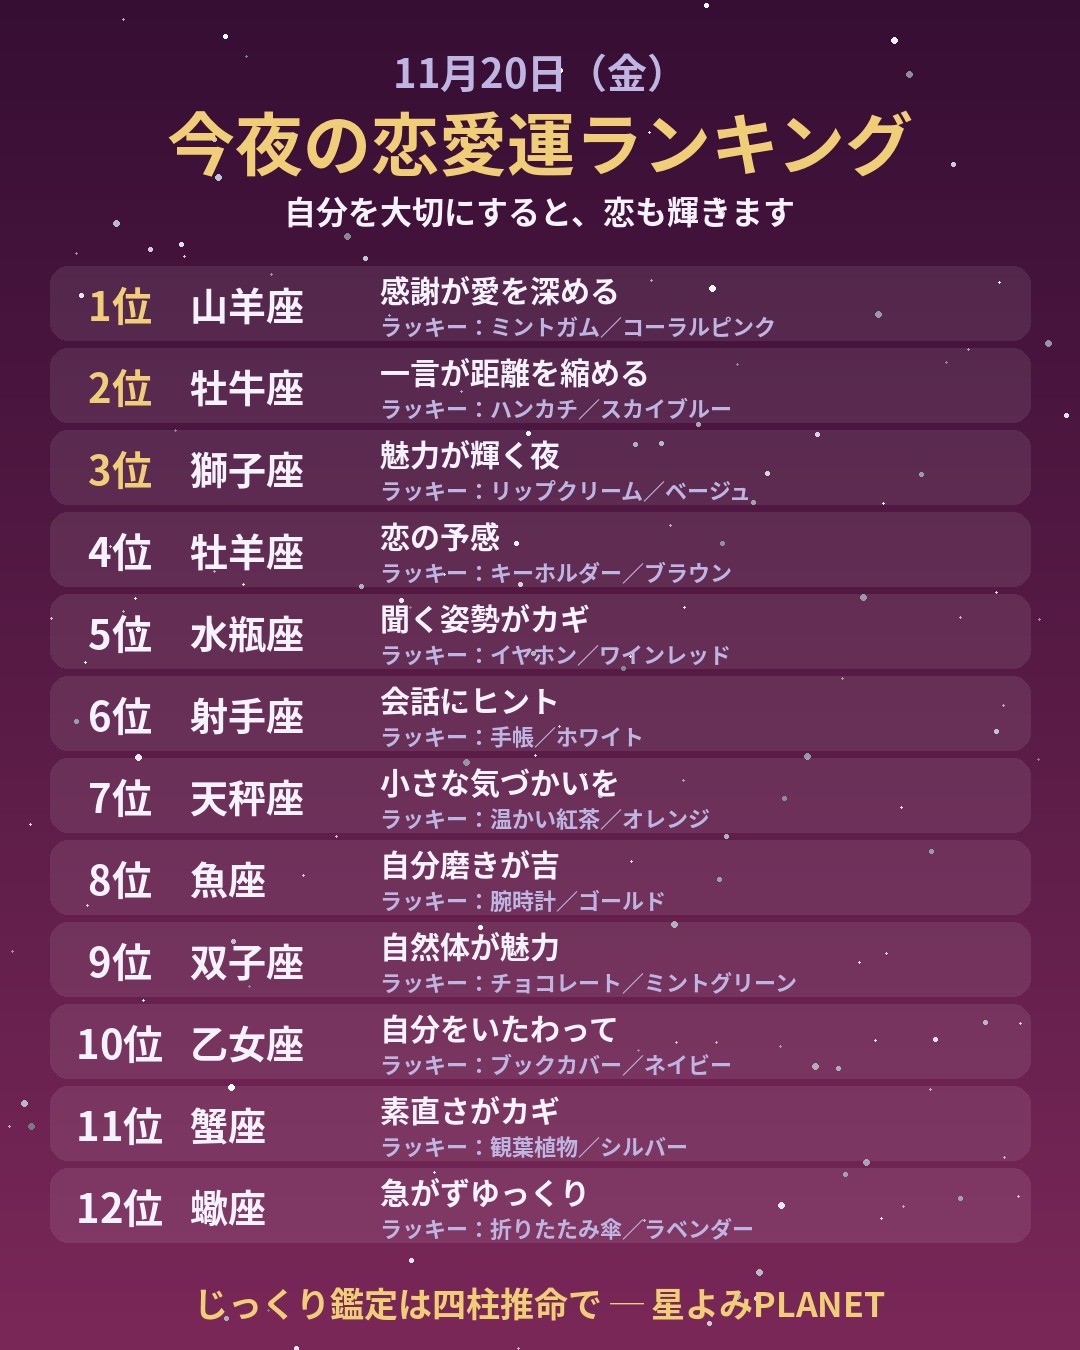 11月20日（金）
今夜の恋愛運ランキング
自分を大切にすると、恋も輝きます
1位 山羊座 感謝が愛を深める
ラッキー：ミントガム／コーラルピンク
2位 牡牛座 一言が距離を縮める
ラッキー：ハンカチ／スカイブルー
3位 獅子座 魅力が輝く夜
ラッキー：リップクリーム／ベージュ
4位 牡羊座 恋の予感
ラッキー：キーホルダー／ブラウン
5位 水瓶座 聞く姿勢がカギ
ラッキー：イヤホン／ワインレッド
6位 射手座 会話にヒント
ラッキー：手帳／ホワイト
7位 天秤座 小さな気づかいを
ラッキー：温かい紅茶／オレンジ
8位 魚座 自分磨きが吉
ラッキー：腕時計／ゴールド
9位 双子座 自然体が魅力
ラッキー：チョコレート／ミントグリーン
10位 乙女座 自分をいたわって
ラッキー：ブックカバー／ネイビー
11位 蟹座 素直さがカギ
ラッキー：観葉植物／シルバー
12位 蠍座 急がずゆっくり
ラッキー：折りたたみ傘／ラベンダー
じっくり鑑定は四柱推命で ― 星よみPLANET